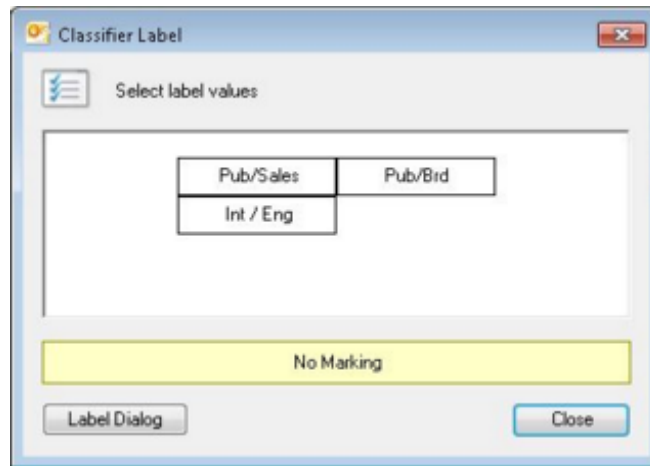 Classifier Label
Select label values
Pub/Sales Pub/Brd
Int / Eng
No Marking
Label Dialog Close